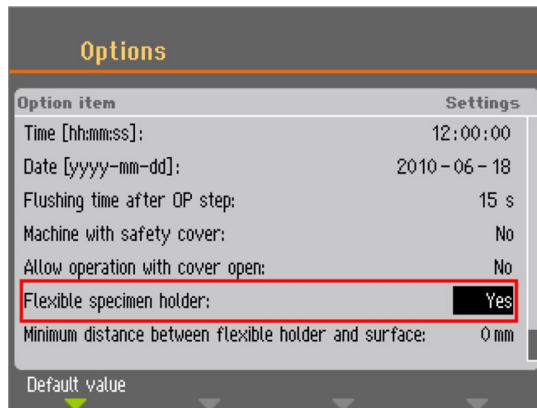 Options
Option item Settings
Time [hh:mm:ss]: 12:00:00
Date [yyyy-mm-dd]: 2010-06-18
Flushing time after OP step: 15 s
Machine with safety cover: No
Allow operation with cover open: No
Flexible specimen holder: Yes
Minimum distance between flexible holder and surface: 0 mm
Default value